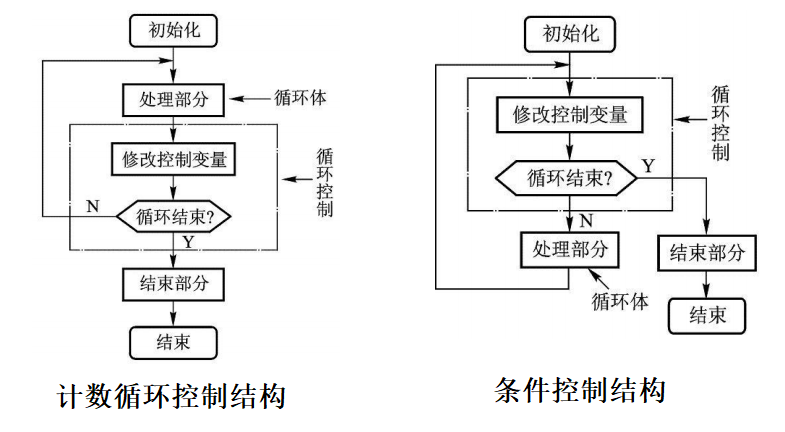 初始化
处理部分
循环体
修改控制变量
循环控制
N
循环结束?
Y
结束部分
结束
计数循环控制结构
初始化
修改控制变量
循环控制
循环结束?
Y
N
处理部分
结束部分
循环体
结束
条件控制结构